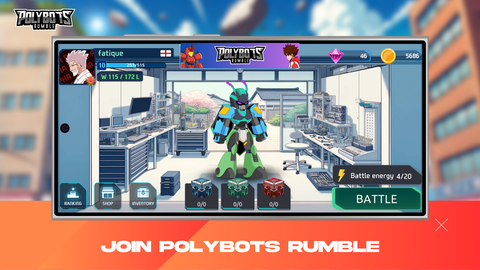 POLYBOTS
RUMBLE
fatique
10
W 115 / 172 L
POLYBOTS
RUMBLE
46
5686
Battle energy 4/20
BATTLE
RANKING
SHOP
INVENTORY
0/0
0/0
0/0
JOIN POLYBOTS RUMBLE